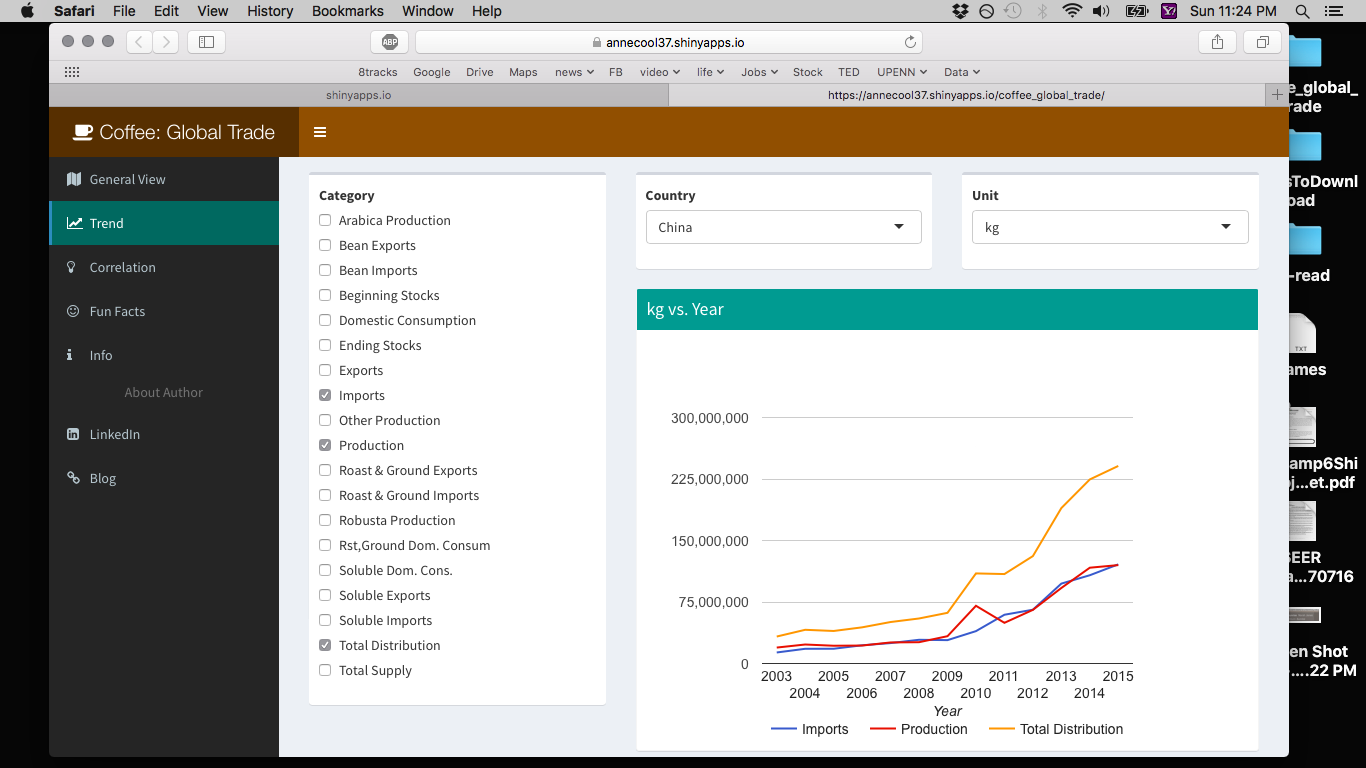 Safari File Edit View History Bookmarks Window Help Sun 11:24 PM
ABP annecool37.shinyapps.io
8tracks Google Drive Maps news FB video life Jobs Stock TED UPENN Data
shinyapps.io https://annecool37.shinyapps.io/coffee_global_trade/
Coffee: Global Trade
General View
Trend
Correlation
Fun Facts
Info
About Author
LinkedIn
Blog
Category
Arabica Production
Bean Exports
Bean Imports
Beginning Stocks
Domestic Consumption
Ending Stocks
Exports
Imports
Other Production
Production
Roast & Ground Exports
Roast & Ground Imports
Robusta Production
Rst,Ground Dom. Consum
Soluble Dom. Cons.
Soluble Exports
Soluble Imports
Total Distribution
Total Supply
Country
China
Unit
kg
kg vs. Year
300,000,000
225,000,000
150,000,000
75,000,000
0
2003 2005 2007 2009 2011 2013 2015
2004 2006 2008 2010 2012 2014
Year
Imports Production Total Distribution
e_global_
rade
sToDownl
oad
-read
TXT
ames
amp6Shi
oj...et.pdf
SEER
a...70716
en Shot
....22 PM